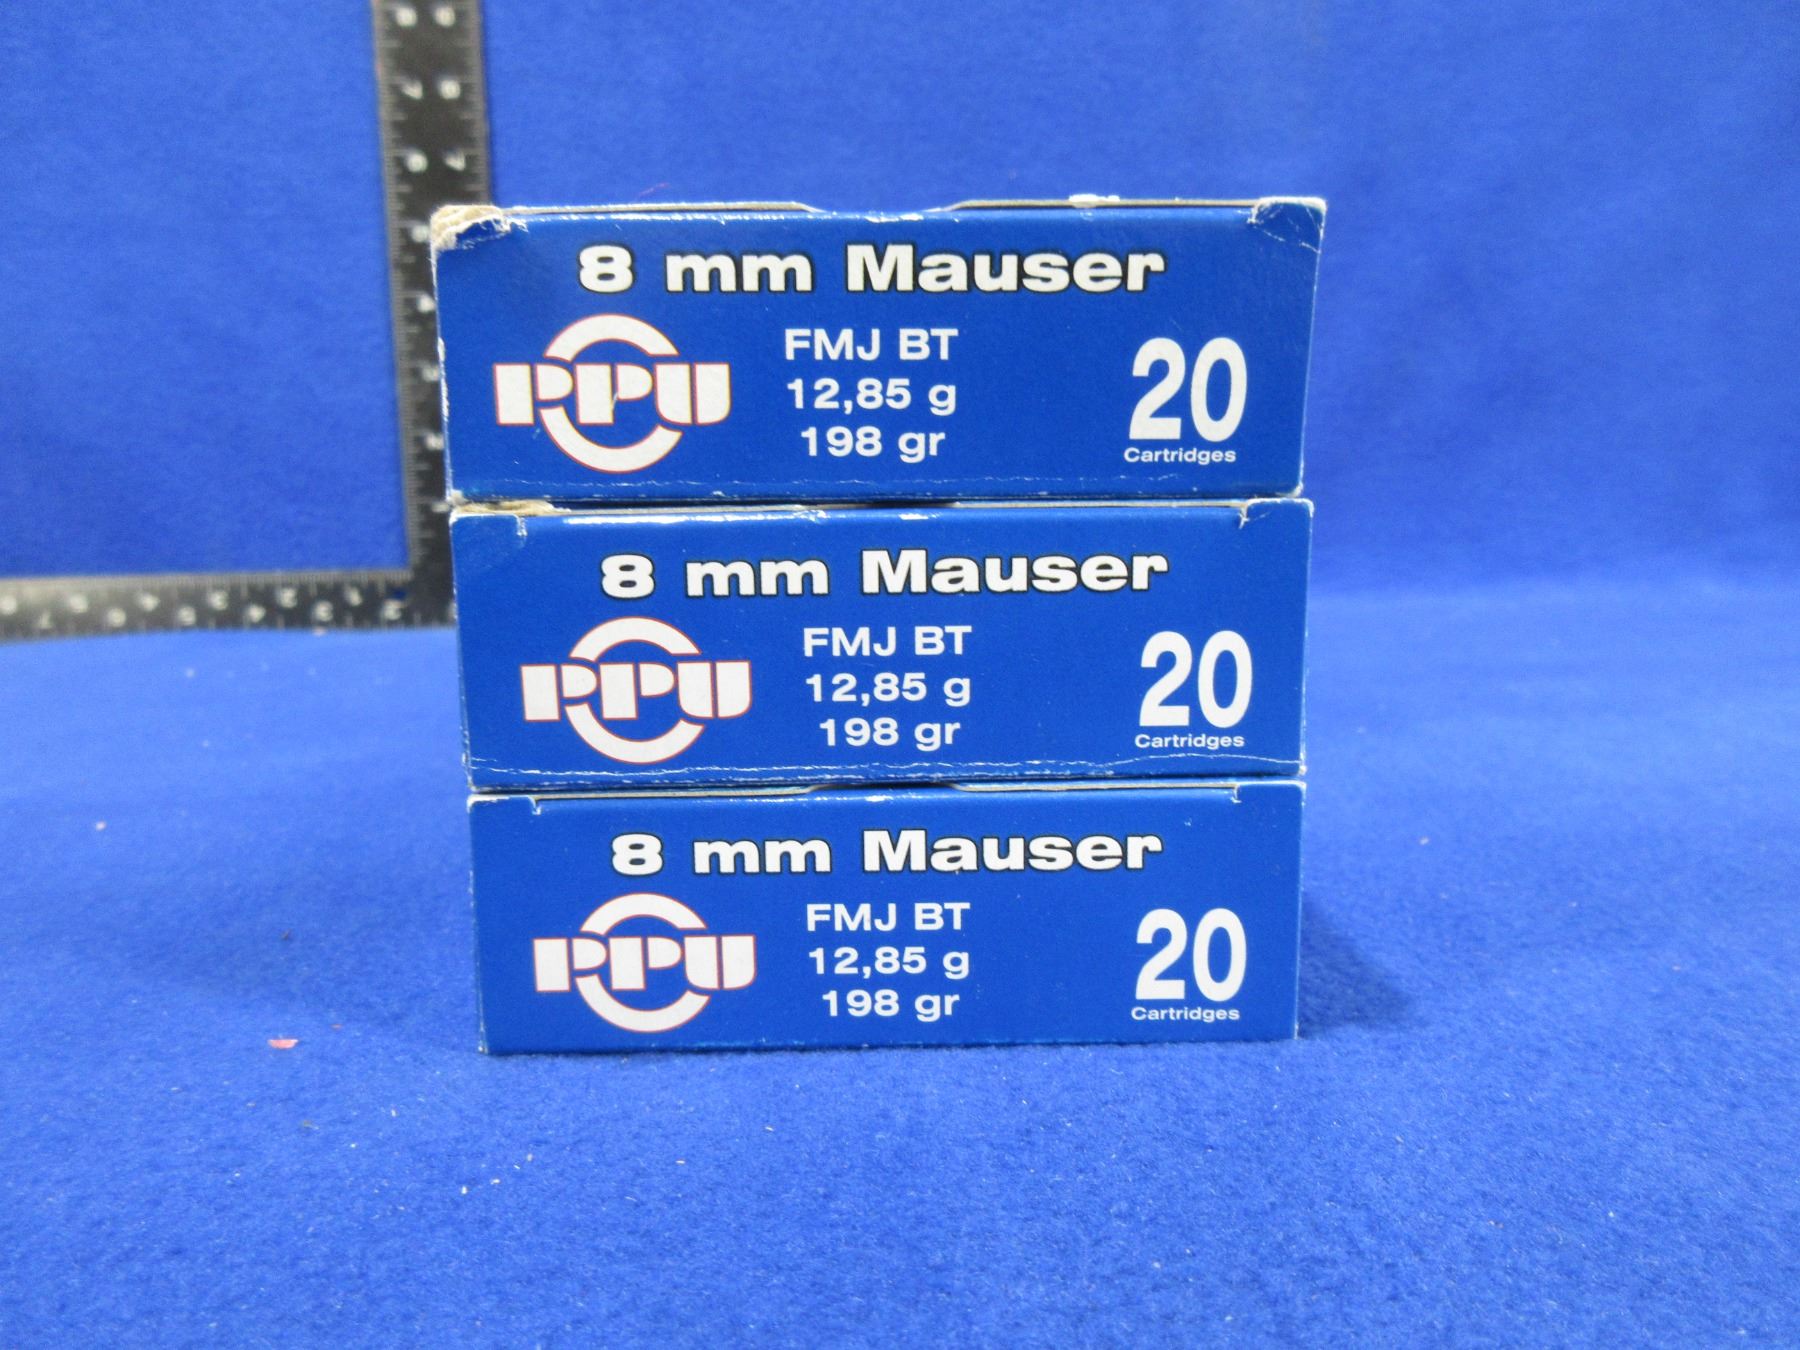 8 mm Mauser
PPU
FMJ BT
12,85 g
198 gr
20
Cartridges
8 mm Mauser
PPU
FMJ BT
12,85 g
198 gr
20
Cartridges
8 mm Mauser
PPU
FMJ BT
12,85 g
198 gr
20
Cartridges